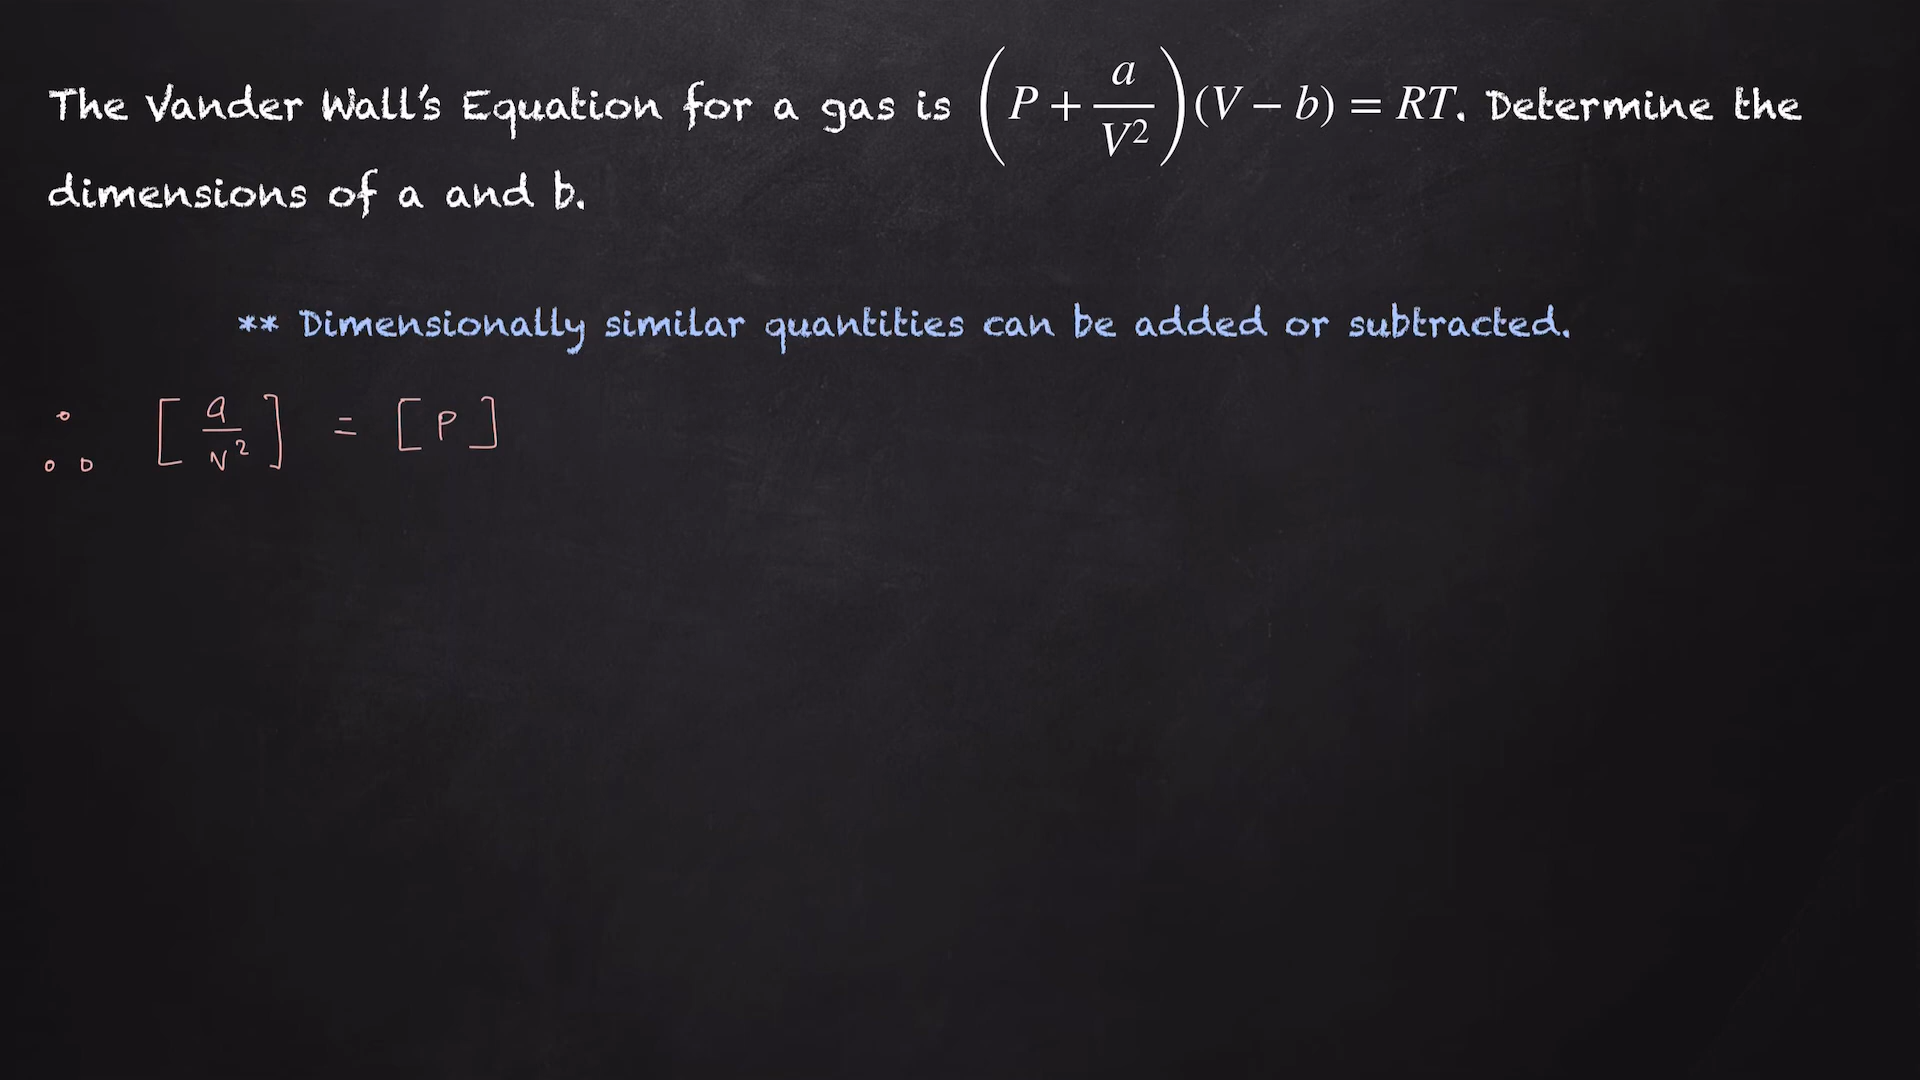 The Vander Wall's Equation for a gas is (P + a/V²)(V − b) = RT. Determine the
dimensions of a and b.
** Dimensionally similar quantities can be added or subtracted.
∴ [a/V²] = [P]